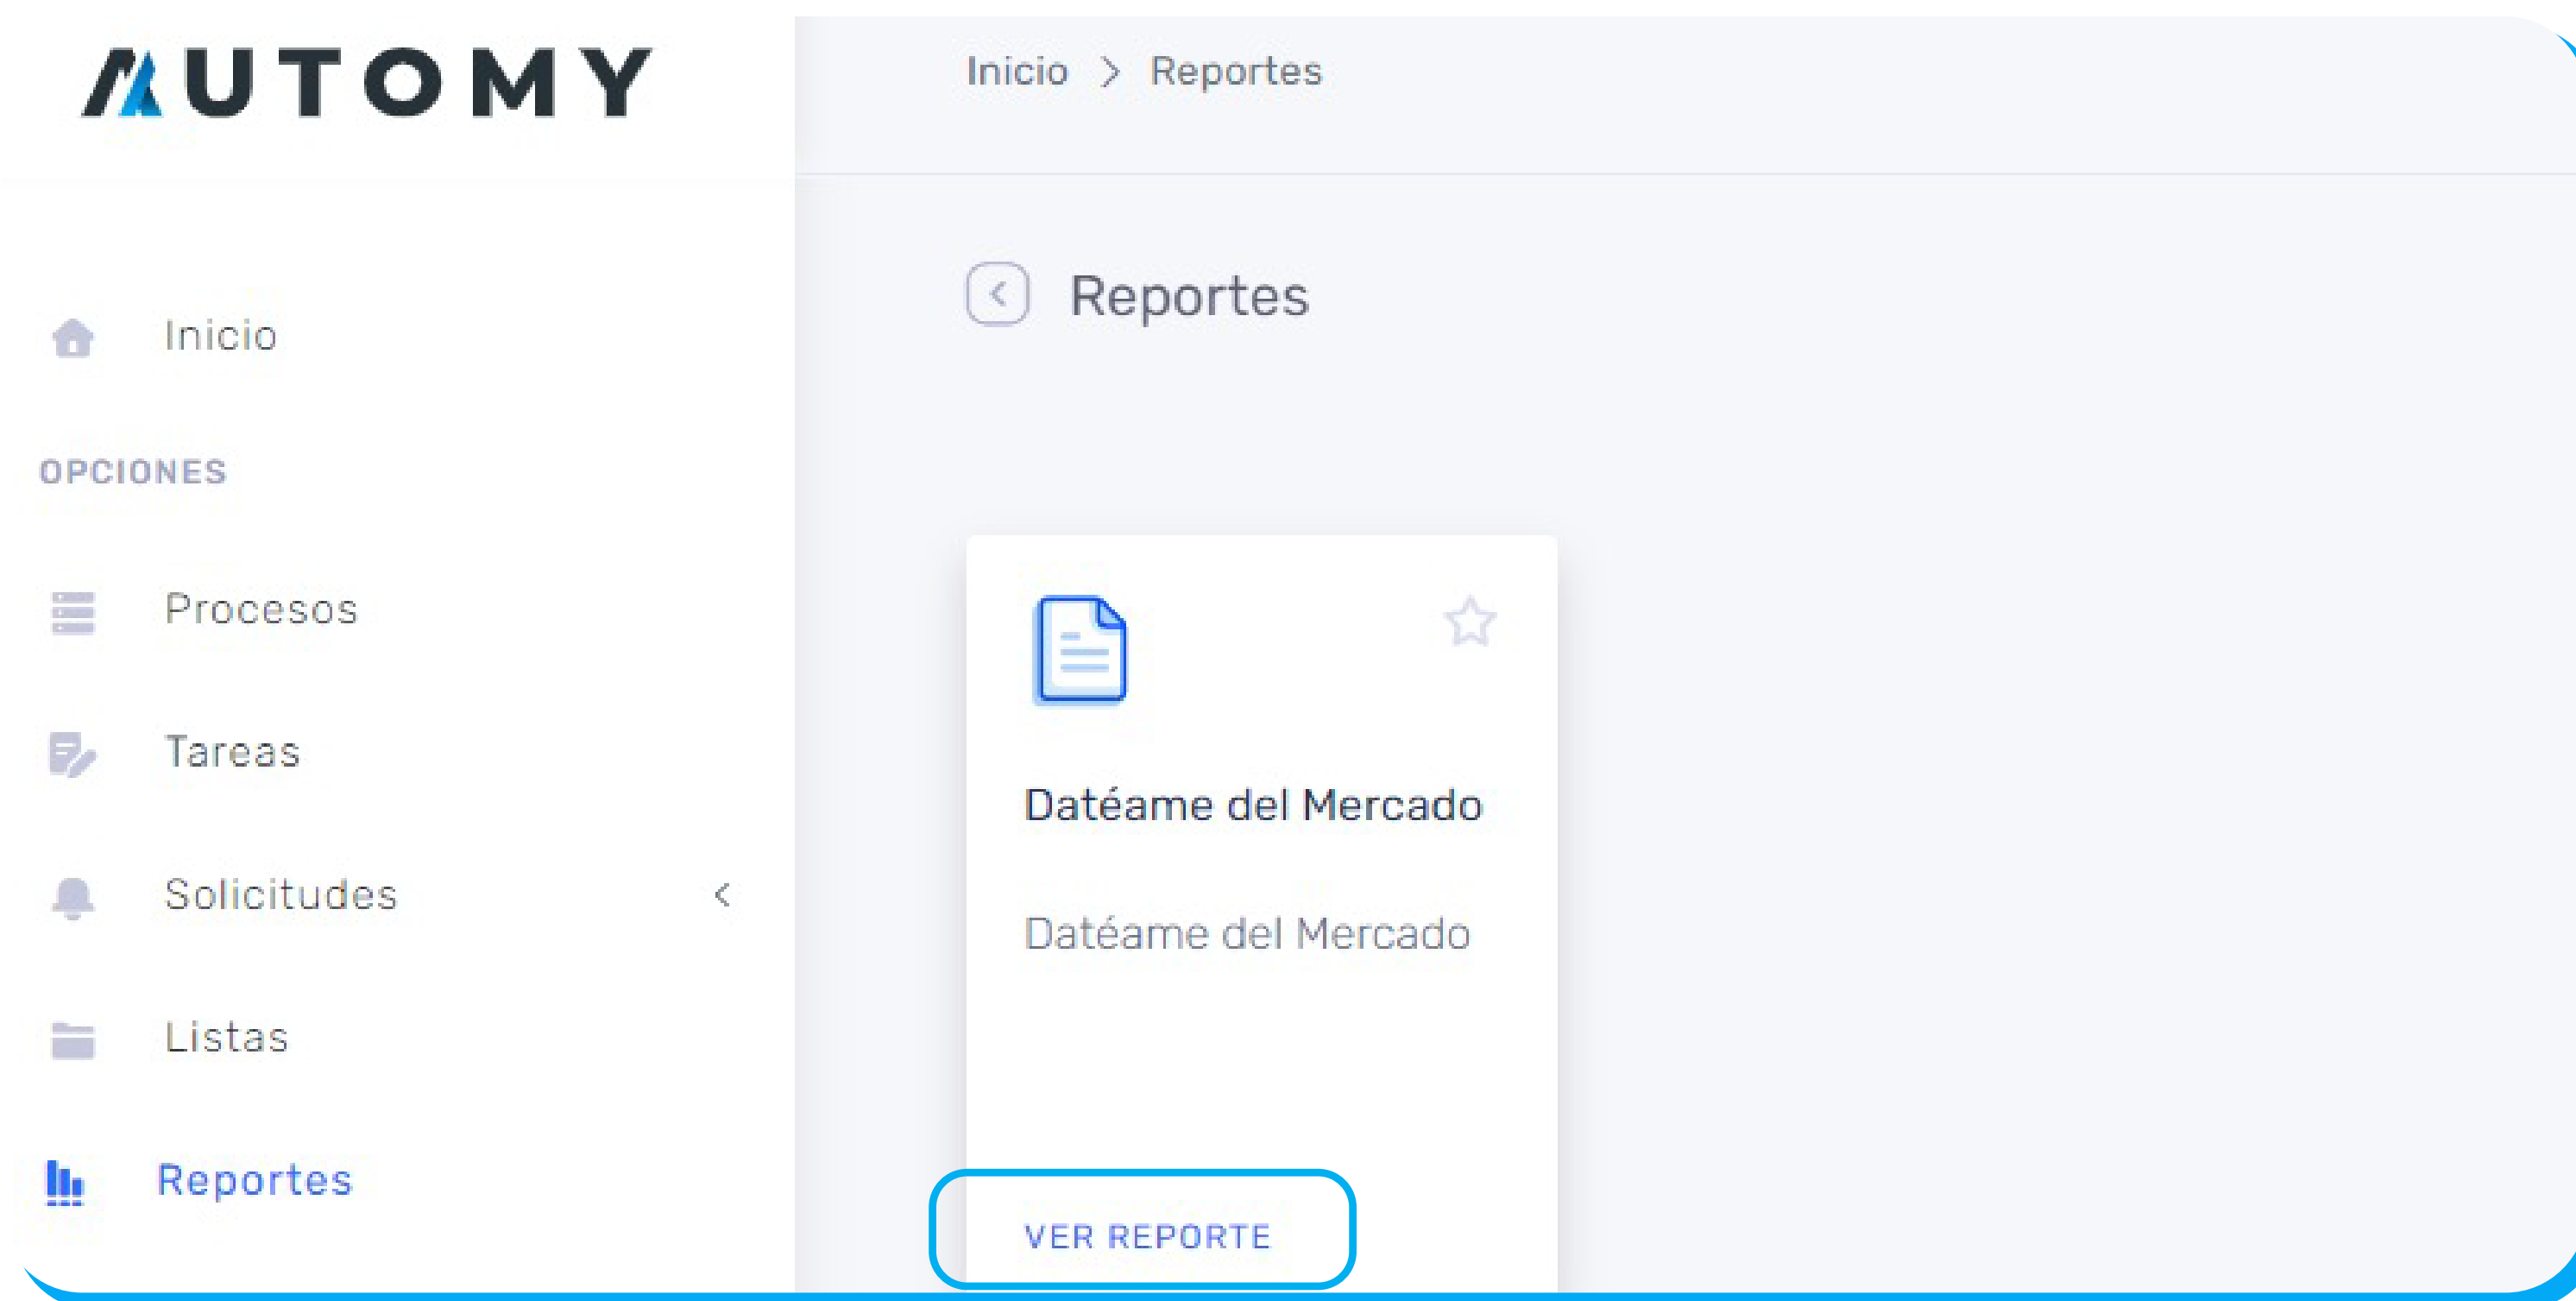 AUTOMY
Inicio
OPCIONES
Procesos
Tareas
Solicitudes
Listas
Reportes
Inicio > Reportes
Reportes
Datéame del Mercado
Datéame del Mercado
VER REPORTE